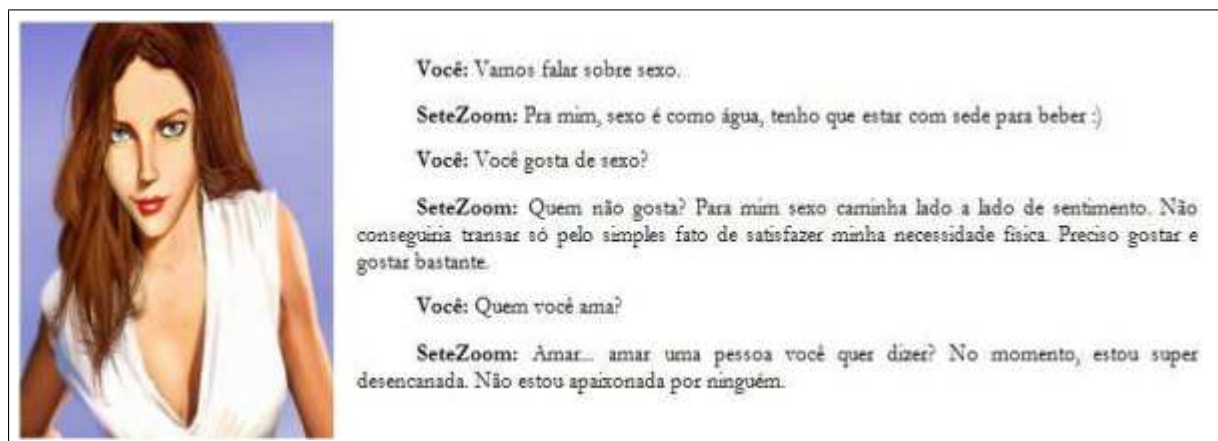 Você: Vamos falar sobre sexo.
SeteZoom: Pra mim, sexo é como água, tenho que estar com sede para beber :)
Você: Você gosta de sexo?
SeteZoom: Quem não gosta? Para mim sexo caminha lado a lado de sentimento. Não
conseguiria transar só pelo simples fato de satisfazer minha necessidade física. Preciso gostar e
gostar bastante.
Você: Quem você ama?
SeteZoom: Amar... amar uma pessoa você quer dizer? No momento, estou super
desencanada. Não estou apaixonada por ninguém.